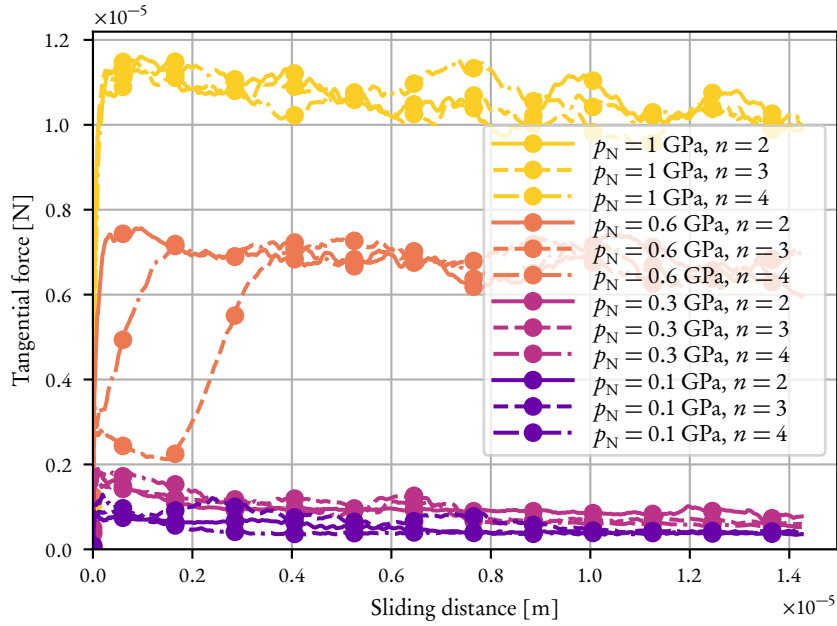 ×10⁻⁵
1.2
1.0
0.8
0.6
0.4
0.2
0.0
Tangential force [N]
p_N = 1 GPa, n = 2
p_N = 1 GPa, n = 3
p_N = 1 GPa, n = 4
p_N = 0.6 GPa, n = 2
p_N = 0.6 GPa, n = 3
p_N = 0.6 GPa, n = 4
p_N = 0.3 GPa, n = 2
p_N = 0.3 GPa, n = 3
p_N = 0.3 GPa, n = 4
p_N = 0.1 GPa, n = 2
p_N = 0.1 GPa, n = 3
p_N = 0.1 GPa, n = 4
0.0 0.2 0.4 0.6 0.8 1.0 1.2 1.4
Sliding distance [m]
×10⁻⁵